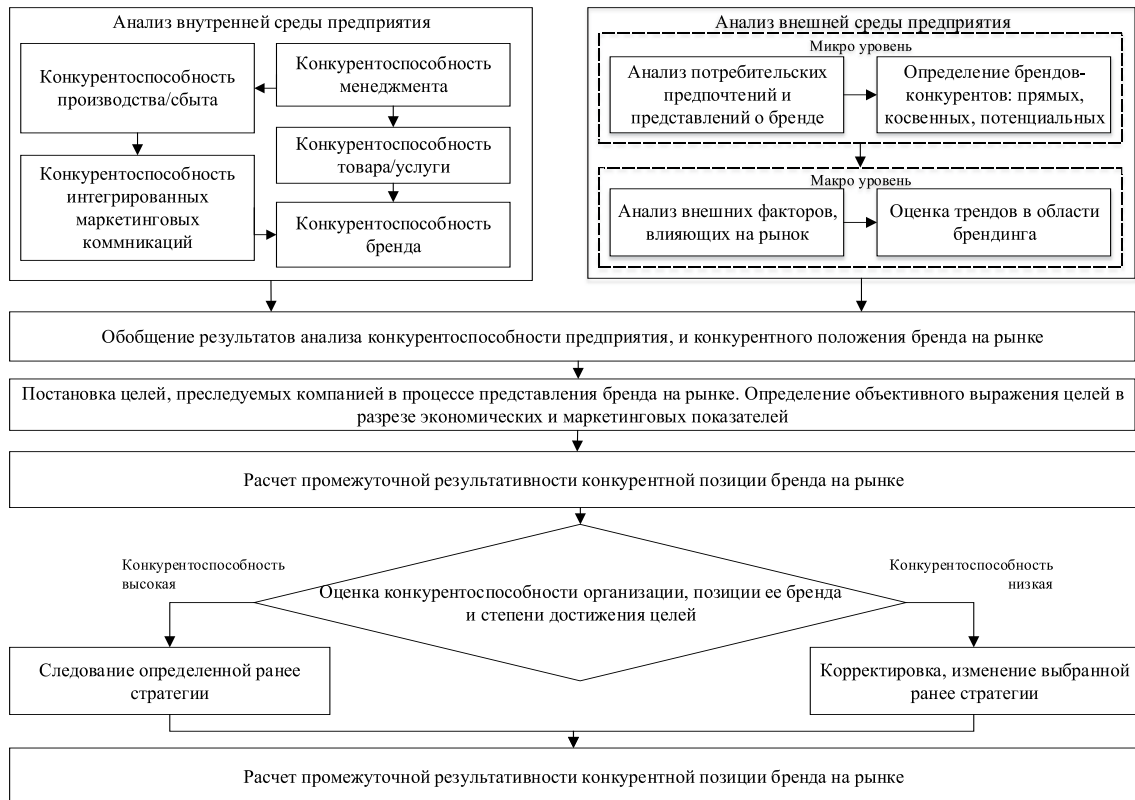 Анализ внутренней среды предприятия
Конкурентоспособность
производства/сбыта
Конкурентоспособность
менеджмента
Конкурентоспособность
товара/услуги
Конкурентоспособность
интегрированных
маркетинговых
коммникаций
Конкурентоспособность
бренда
Анализ внешней среды предприятия
Микро уровень
Анализ потребительских
предпочтений и
представлений о бренде
Определение брендов-
конкурентов: прямых,
косвенных, потенциальных
Макро уровень
Анализ внешних факторов,
влияющих на рынок
Оценка трендов в области
брендинга
Обобщение результатов анализа конкурентоспособности предприятия, и конкурентного положения бренда на рынке
Постановка целей, преследуемых компанией в процессе представления бренда на рынке. Определение объективного выражения целей в
разрезе экономических и маркетинговых показателей
Расчет промежуточной результативности конкурентной позиции бренда на рынке
Конкурентоспособность
высокая
Оценка конкурентоспособности организации, позиции ее бренда
и степени достижения целей
Конкурентоспособность
низкая
Следование определенной ранее
стратегии
Корректировка, изменение выбранной
ранее стратегии
Расчет промежуточной результативности конкурентной позиции бренда на рынке